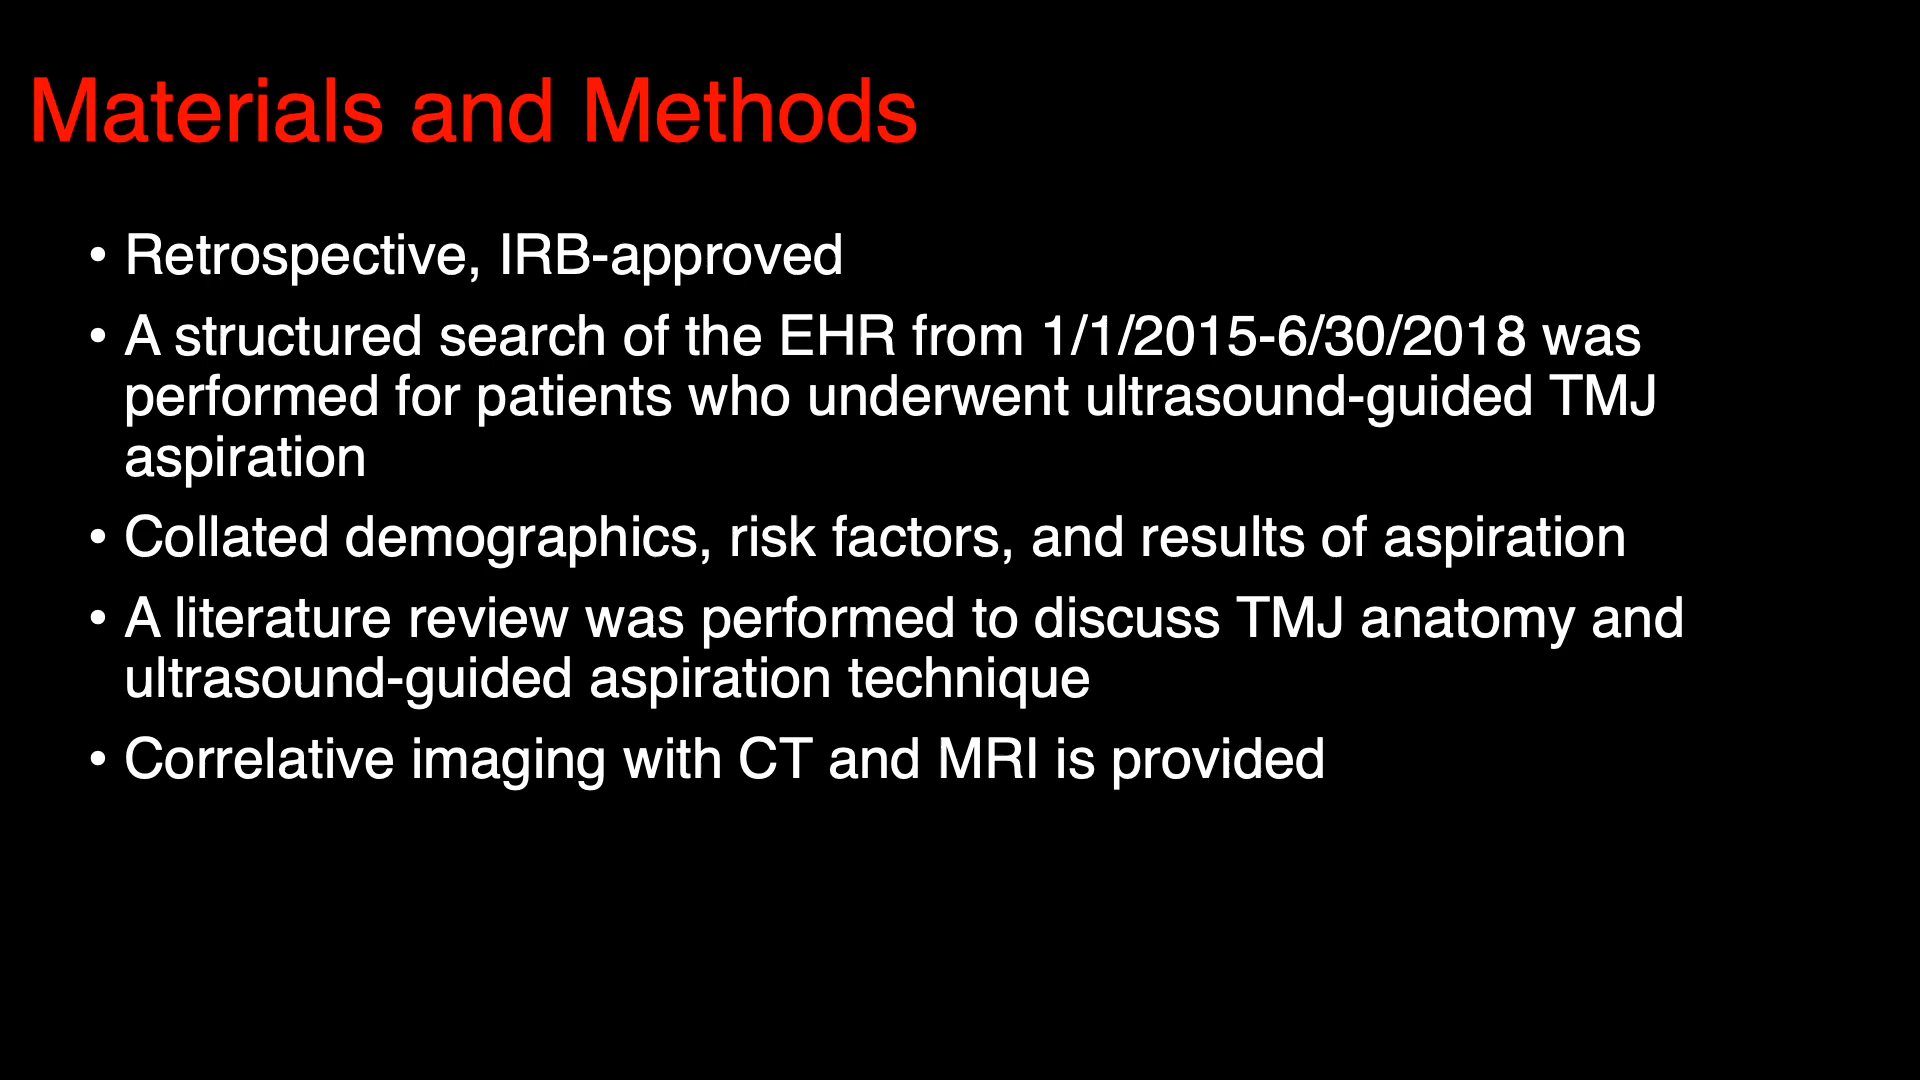 Materials and Methods
• Retrospective, IRB-approved
• A structured search of the EHR from 1/1/2015-6/30/2018 was
performed for patients who underwent ultrasound-guided TMJ
aspiration
• Collated demographics, risk factors, and results of aspiration
• A literature review was performed to discuss TMJ anatomy and
ultrasound-guided aspiration technique
• Correlative imaging with CT and MRI is provided